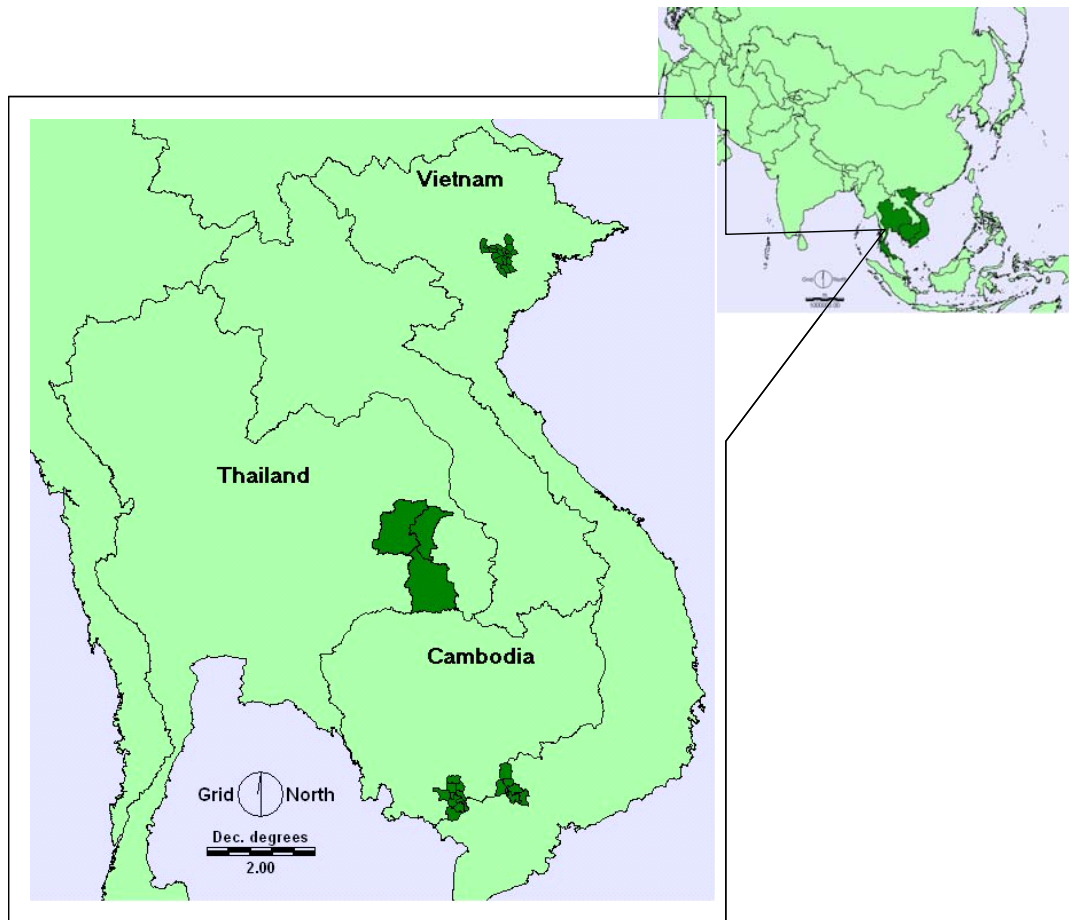 Vietnam
Thailand
Cambodia
Grid North
Dec. degrees
2.00